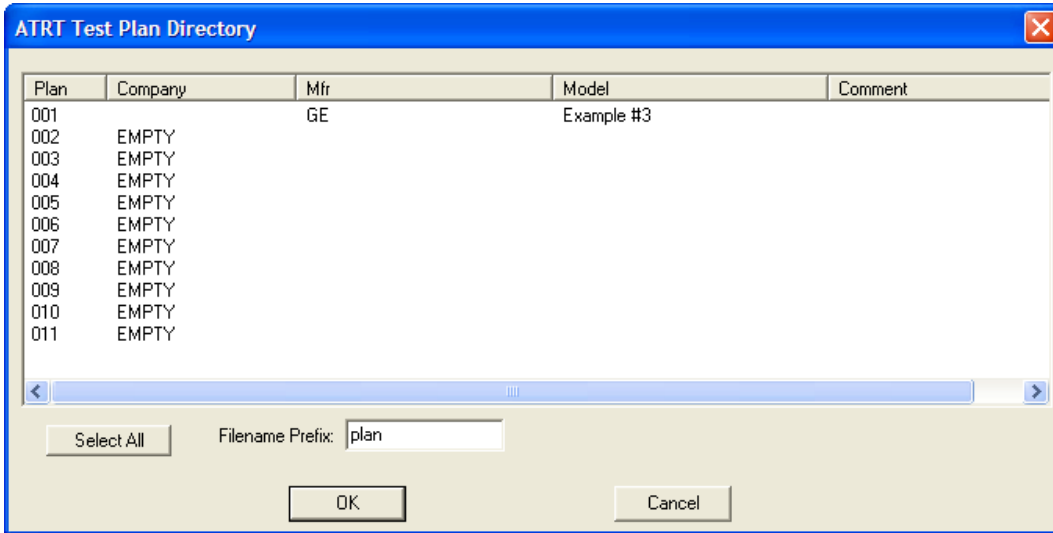 ATRT Test Plan Directory
Plan Company Mfr Model Comment
001 GE Example #3
002 EMPTY
003 EMPTY
004 EMPTY
005 EMPTY
006 EMPTY
007 EMPTY
008 EMPTY
009 EMPTY
010 EMPTY
011 EMPTY
Select All Filename Prefix: plan
OK Cancel